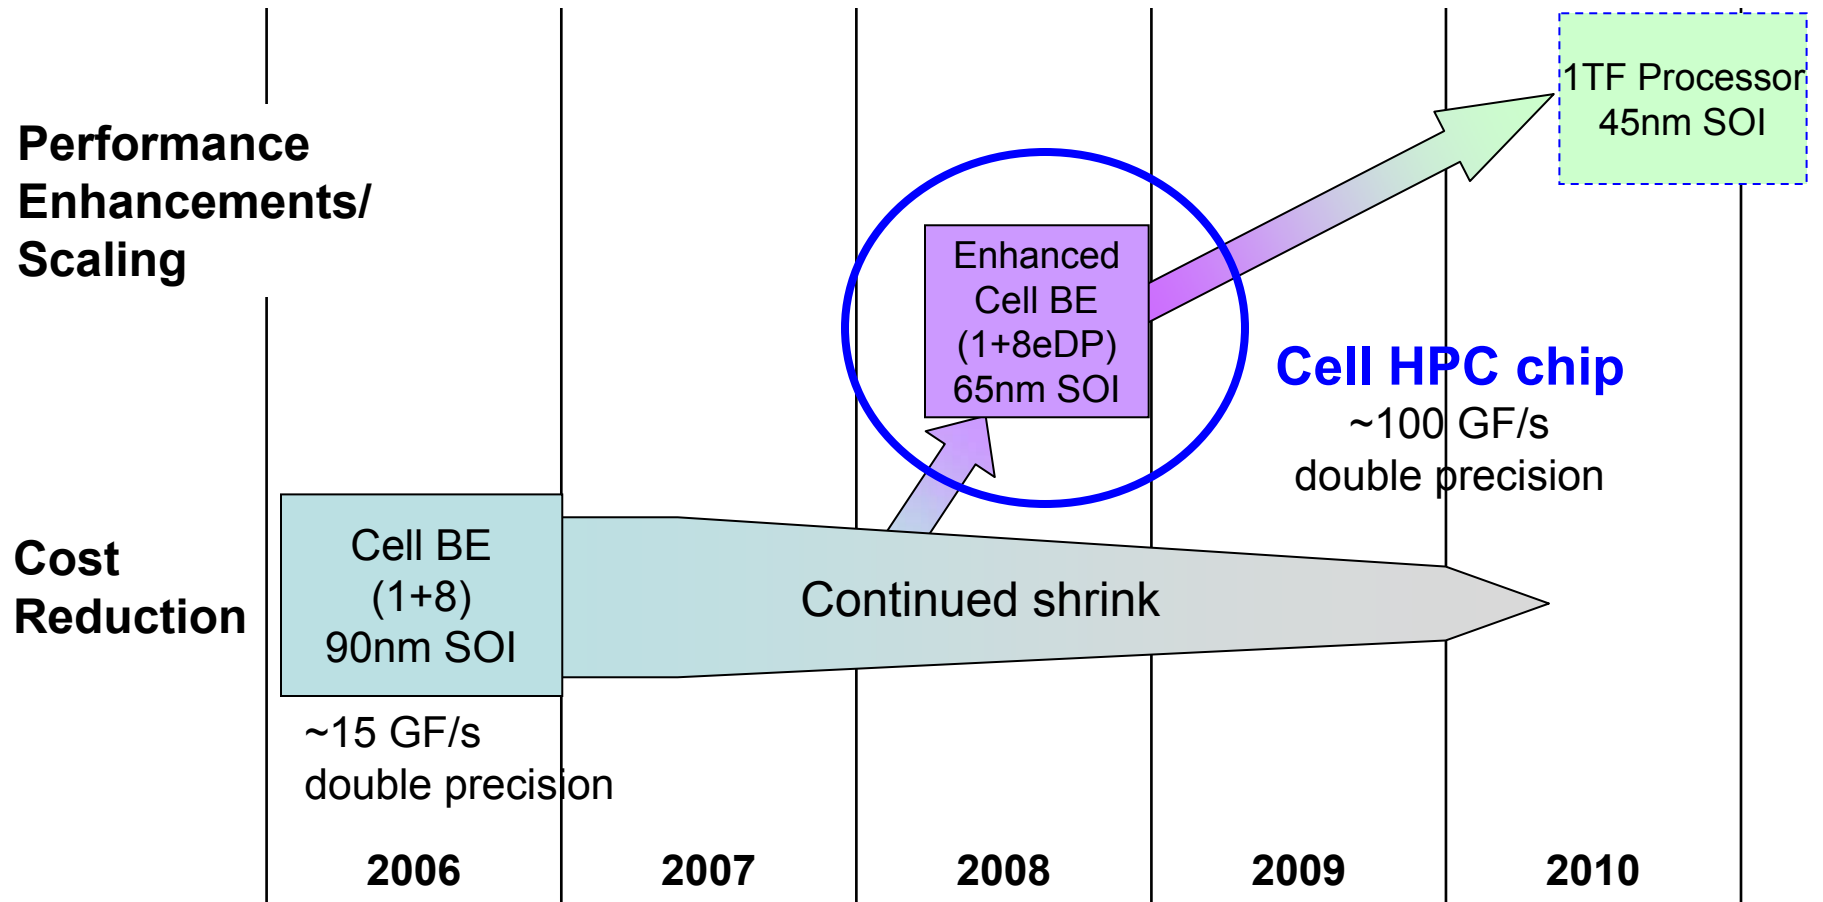 Performance
Enhancements/
Scaling
1TF Processor
45nm SOI
Enhanced
Cell BE
(1+8eDP)
65nm SOI
Cell HPC chip
~100 GF/s
double precision
Cost
Reduction
Cell BE
(1+8)
90nm SOI
Continued shrink
~15 GF/s
double precision
2006
2007
2008
2009
2010